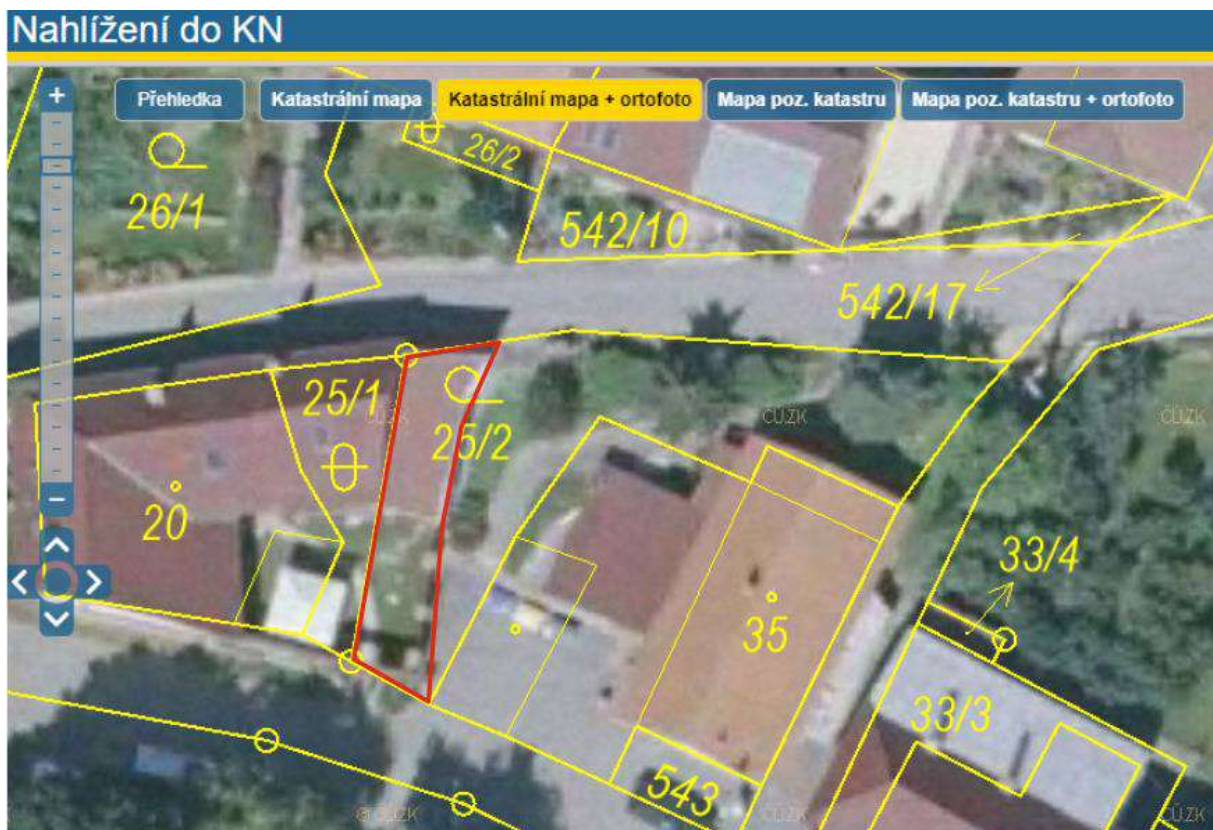 Nahlížení do KN
+
Přehledka
Katastrální mapa
Katastrální mapa + ortofoto
Mapa poz. katastru
Mapa poz. katastru + ortofoto
26/2
26/1
542/10
542/17
25/1
ČÚZK
ČÚZK
ČÚZK
25/2
20
−
33/4
35
33/3
543
© ČÚZK
ČÚZK
ČÚZK